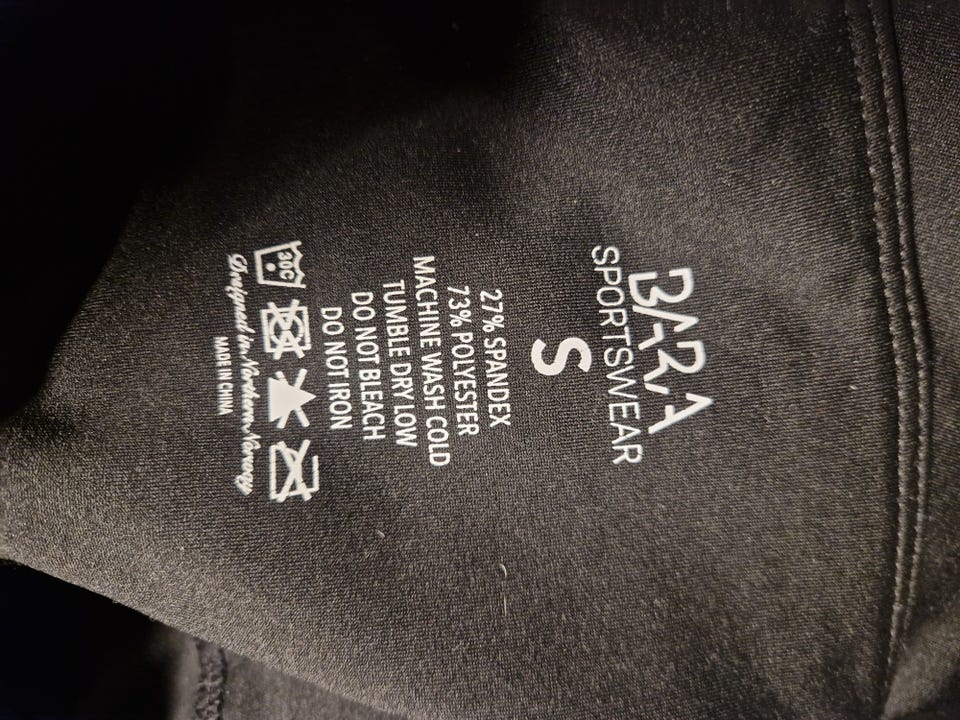 BARA
SPORTSWEAR
S
27% SPANDEX
73% POLYESTER
MACHINE WASH COLD
TUMBLE DRY LOW
DO NOT BLEACH
DO NOT IRON
30C
Designed in Northern Norway
MADE IN CHINA